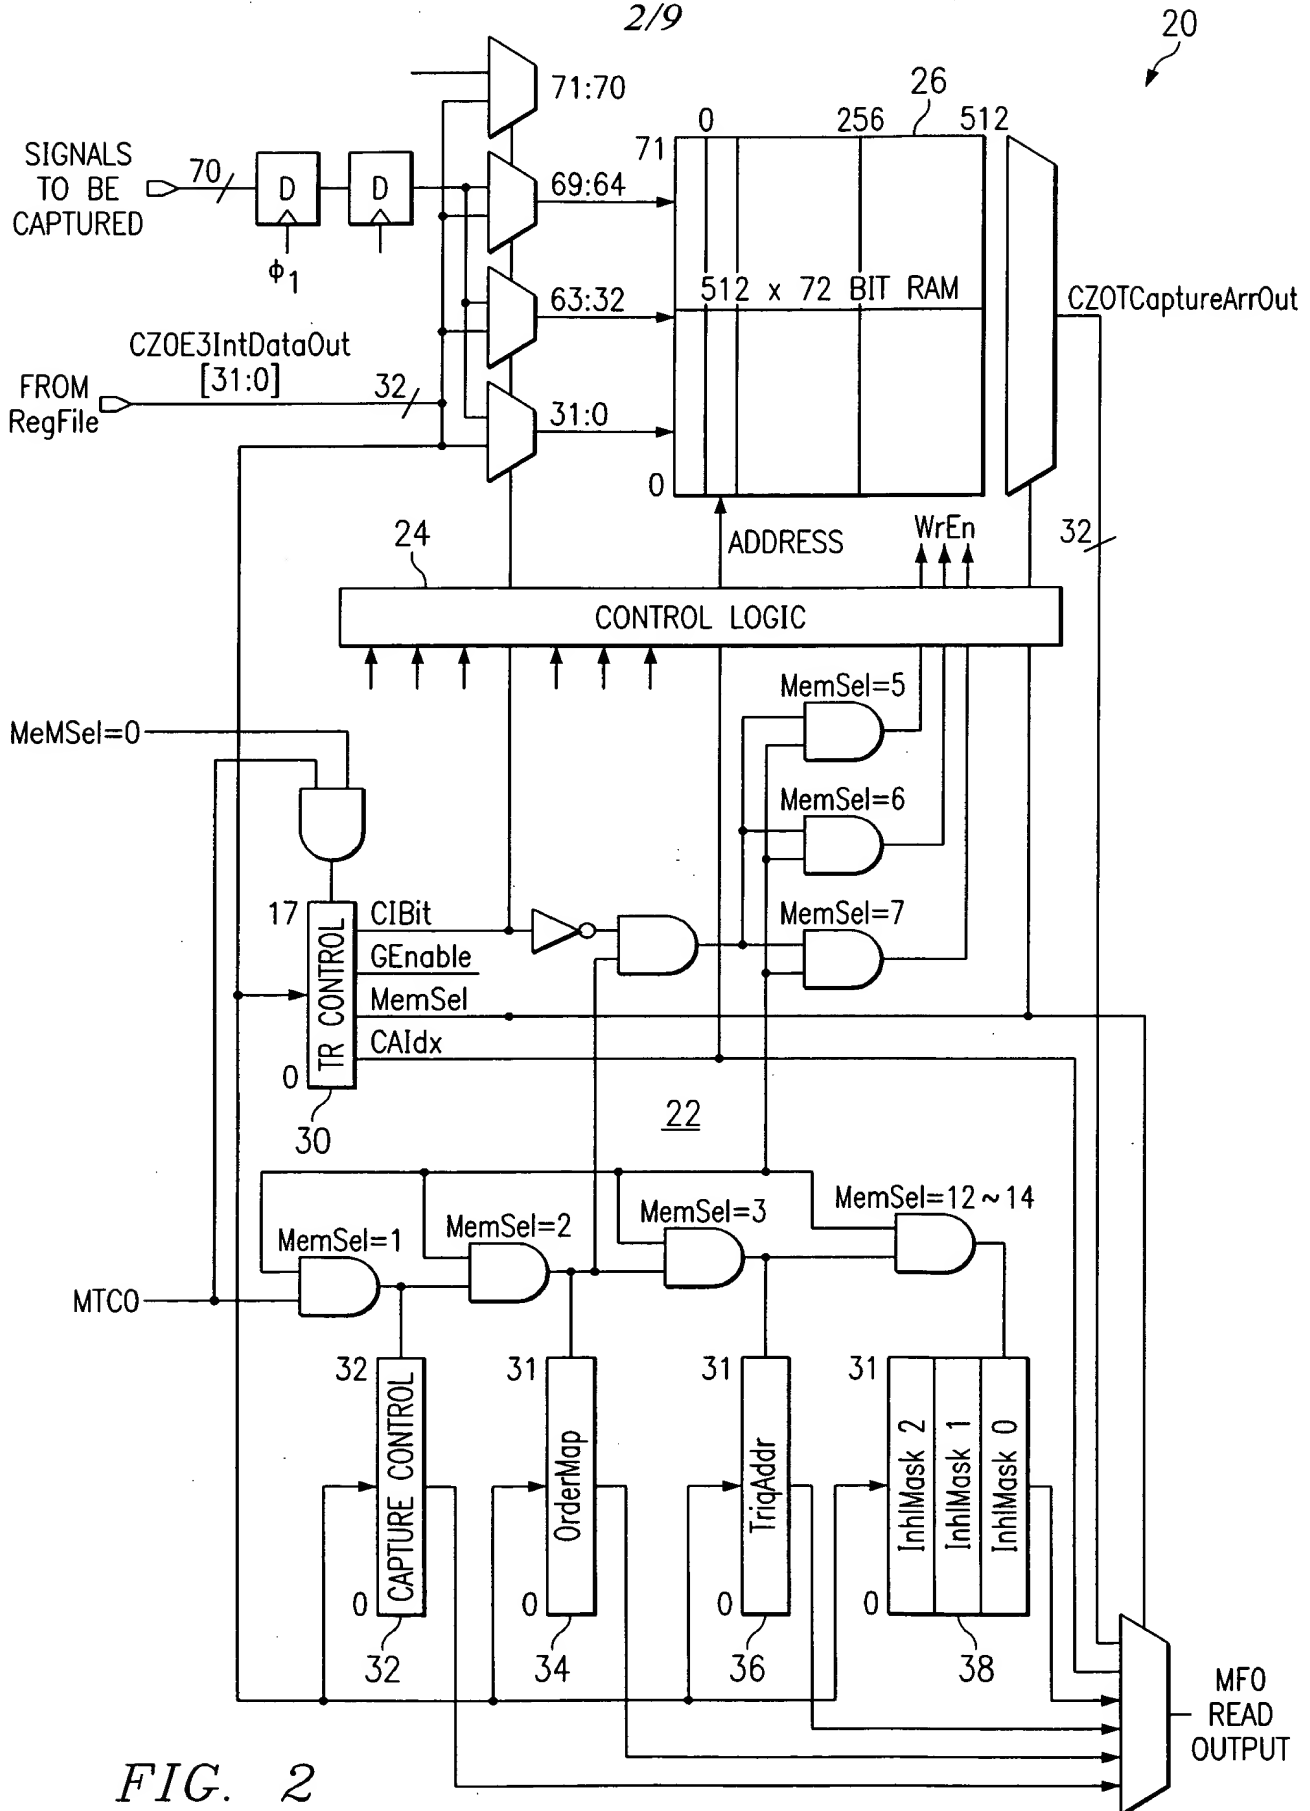 2/9
20
71:70
26
0 256 512
71
SIGNALS
TO BE
CAPTURED
70
D
D
69:64
ϕ1
512 x 72 BIT RAM
63:32
CZOTCaptureArrOut
CZOE3IntDataOut
[31:0]
FROM
RegFile
32
31:0
0
24
ADDRESS
WrEn
32
CONTROL LOGIC
MemSel=5
MeMSel=0
MemSel=6
17
CIBit
MemSel=7
GEnable
TR CONTROL
MemSel
CAIdx
0
30
22
MemSel=12~14
MemSel=3
MemSel=2
MemSel=1
MTCO
32
31
31
31
CAPTURE CONTROL
OrderMap
TriqAddr
InhlMask 2
InhlMask 1
InhlMask 0
0
0
0
0
32
34
36
38
MFO
READ
OUTPUT
FIG. 2